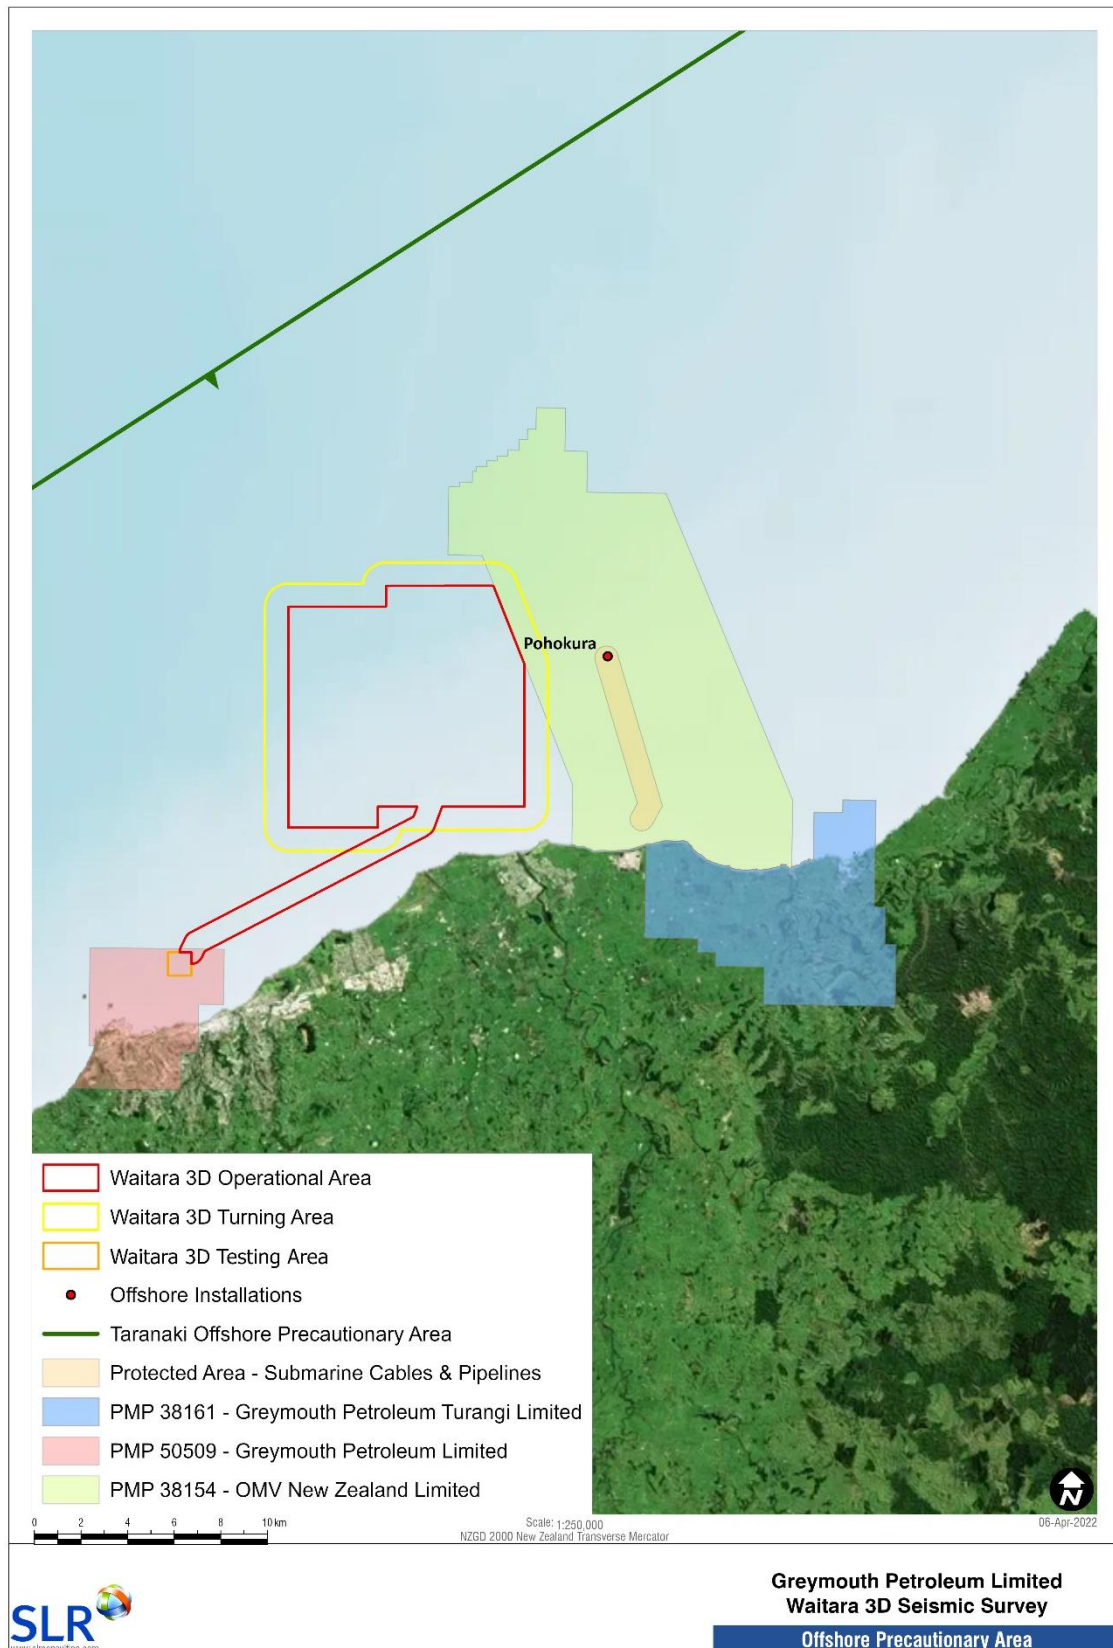 Pohokura
Waitara 3D Operational Area
Waitara 3D Turning Area
Waitara 3D Testing Area
Offshore Installations
Taranaki Offshore Precautionary Area
Protected Area - Submarine Cables & Pipelines
PMP 38161 - Greymouth Petroleum Turangi Limited
PMP 50509 - Greymouth Petroleum Limited
PMP 38154 - OMV New Zealand Limited
N
0 2 4 6 8 10 km
Scale: 1:250,000
NZGD 2000 New Zealand Transverse Mercator
06-Apr-2022
SLR
Greymouth Petroleum Limited
Waitara 3D Seismic Survey
Offshore Precautionary Area